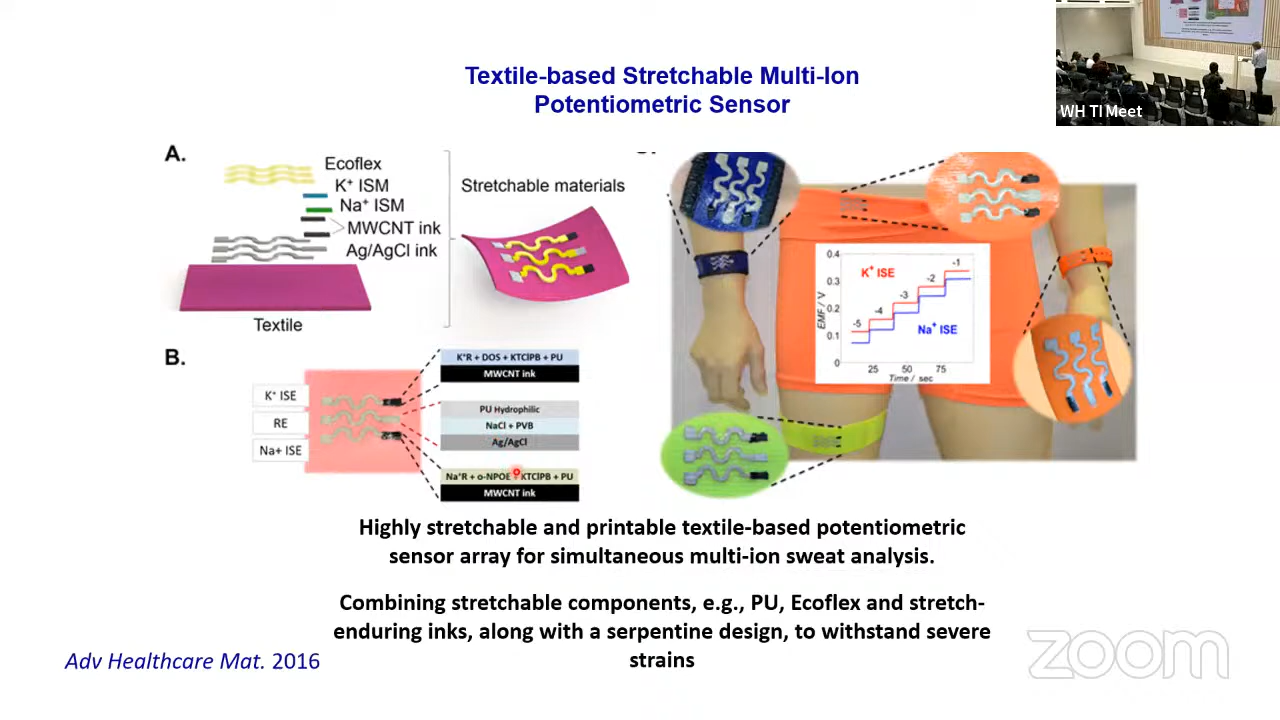 Textile-based Stretchable Multi-Ion
Potentiometric Sensor
WH TI Meet
A.
Ecoflex
K+ ISM
Na+ ISM
MWCNT ink
Ag/AgCl ink
Textile
Stretchable materials
B.
K+ ISE
RE
Na+ ISE
K+R + DOS + KTClPB + PU
MWCNT ink
PU Hydrophilic
NaCl + PVB
Ag/AgCl
Na+R + o-NPOE + KTClPB + PU
MWCNT ink
0.4
0.3
0.2
0.1
0
EMF / V
K+ ISE
Na+ ISE
-5
-4
-3
-2
-1
25
50
75
Time / sec
Highly stretchable and printable textile-based potentiometric
sensor array for simultaneous multi-ion sweat analysis.
Combining stretchable components, e.g., PU, Ecoflex and stretch-
enduring inks, along with a serpentine design, to withstand severe
strains
Adv Healthcare Mat. 2016
zoom